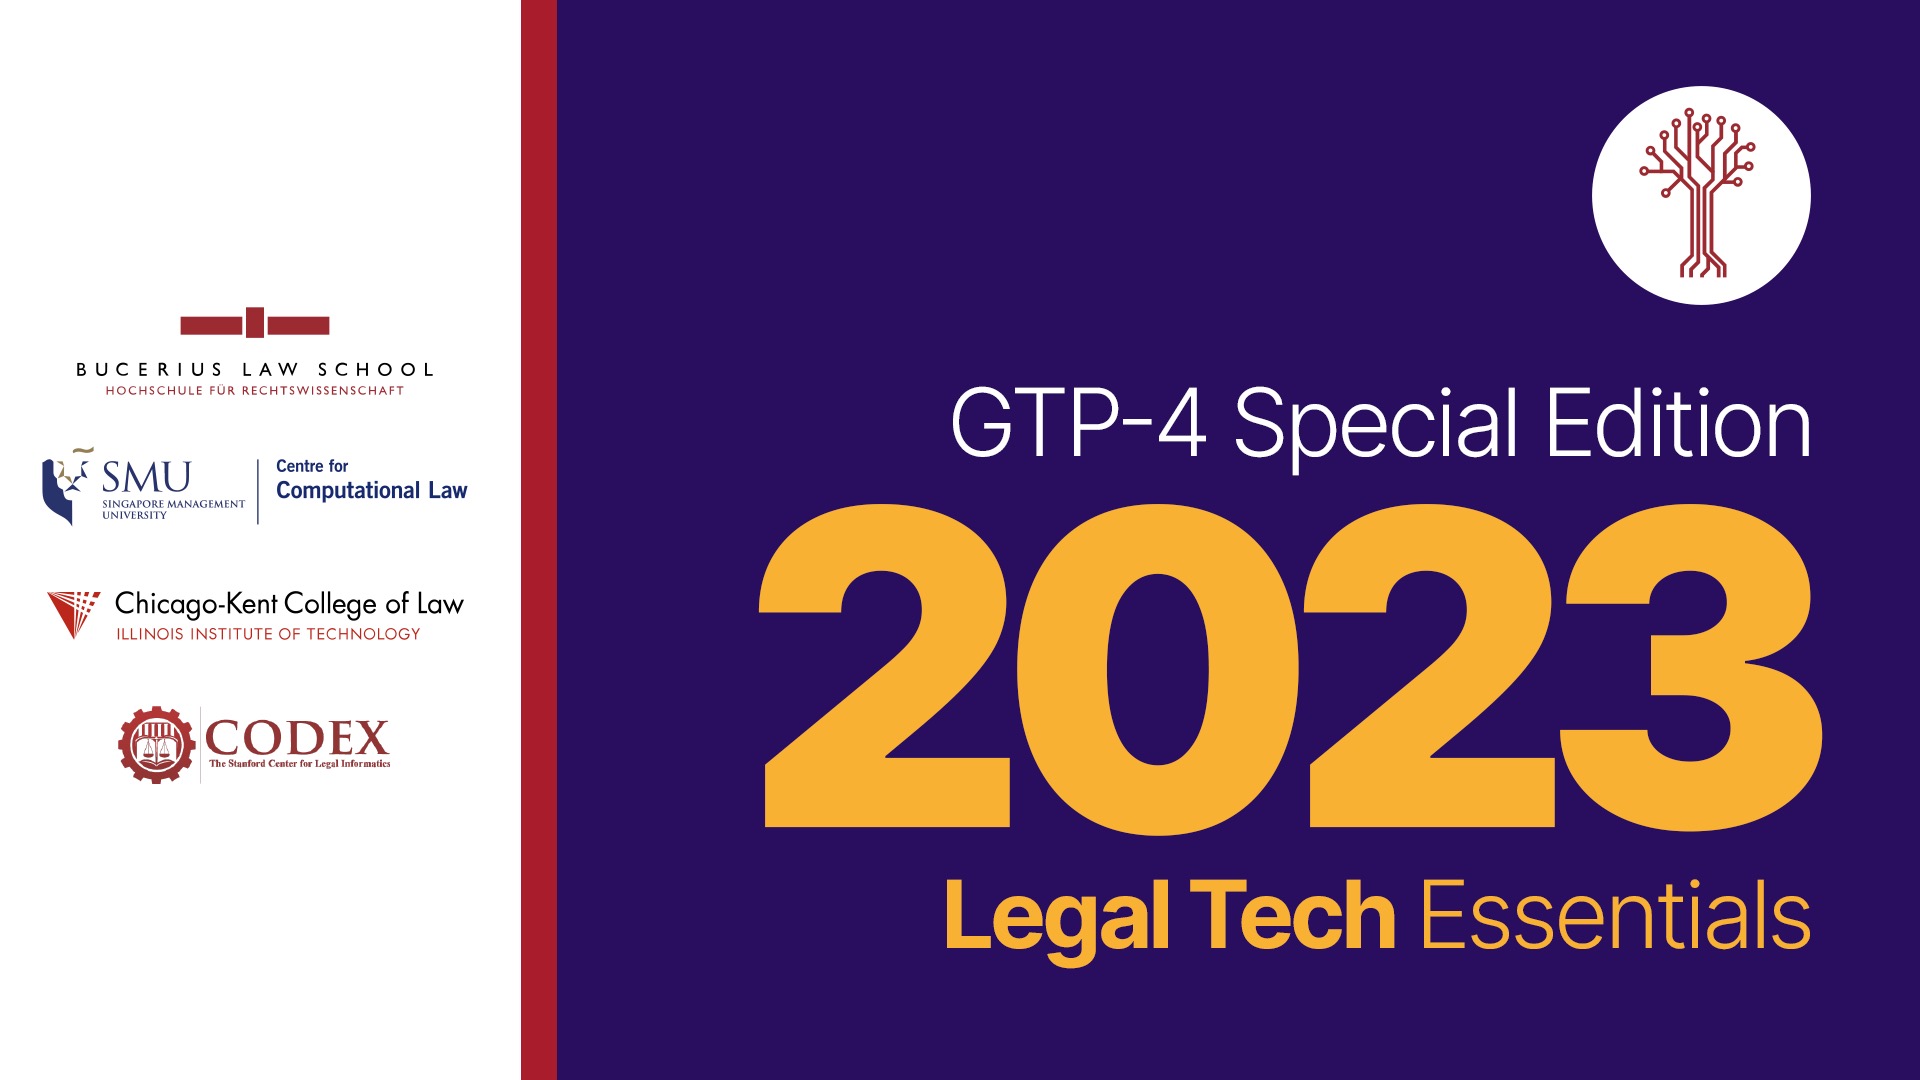 BUCERIUS LAW SCHOOL
HOCHSCHULE FÜR RECHTSWISSENSCHAFT
SMU
SINGAPORE MANAGEMENT
UNIVERSITY
Centre for
Computational Law
Chicago-Kent College of Law
ILLINOIS INSTITUTE OF TECHNOLOGY
CODEX
The Stanford Center for Legal Informatics
GTP-4 Special Edition
2023
Legal Tech Essentials